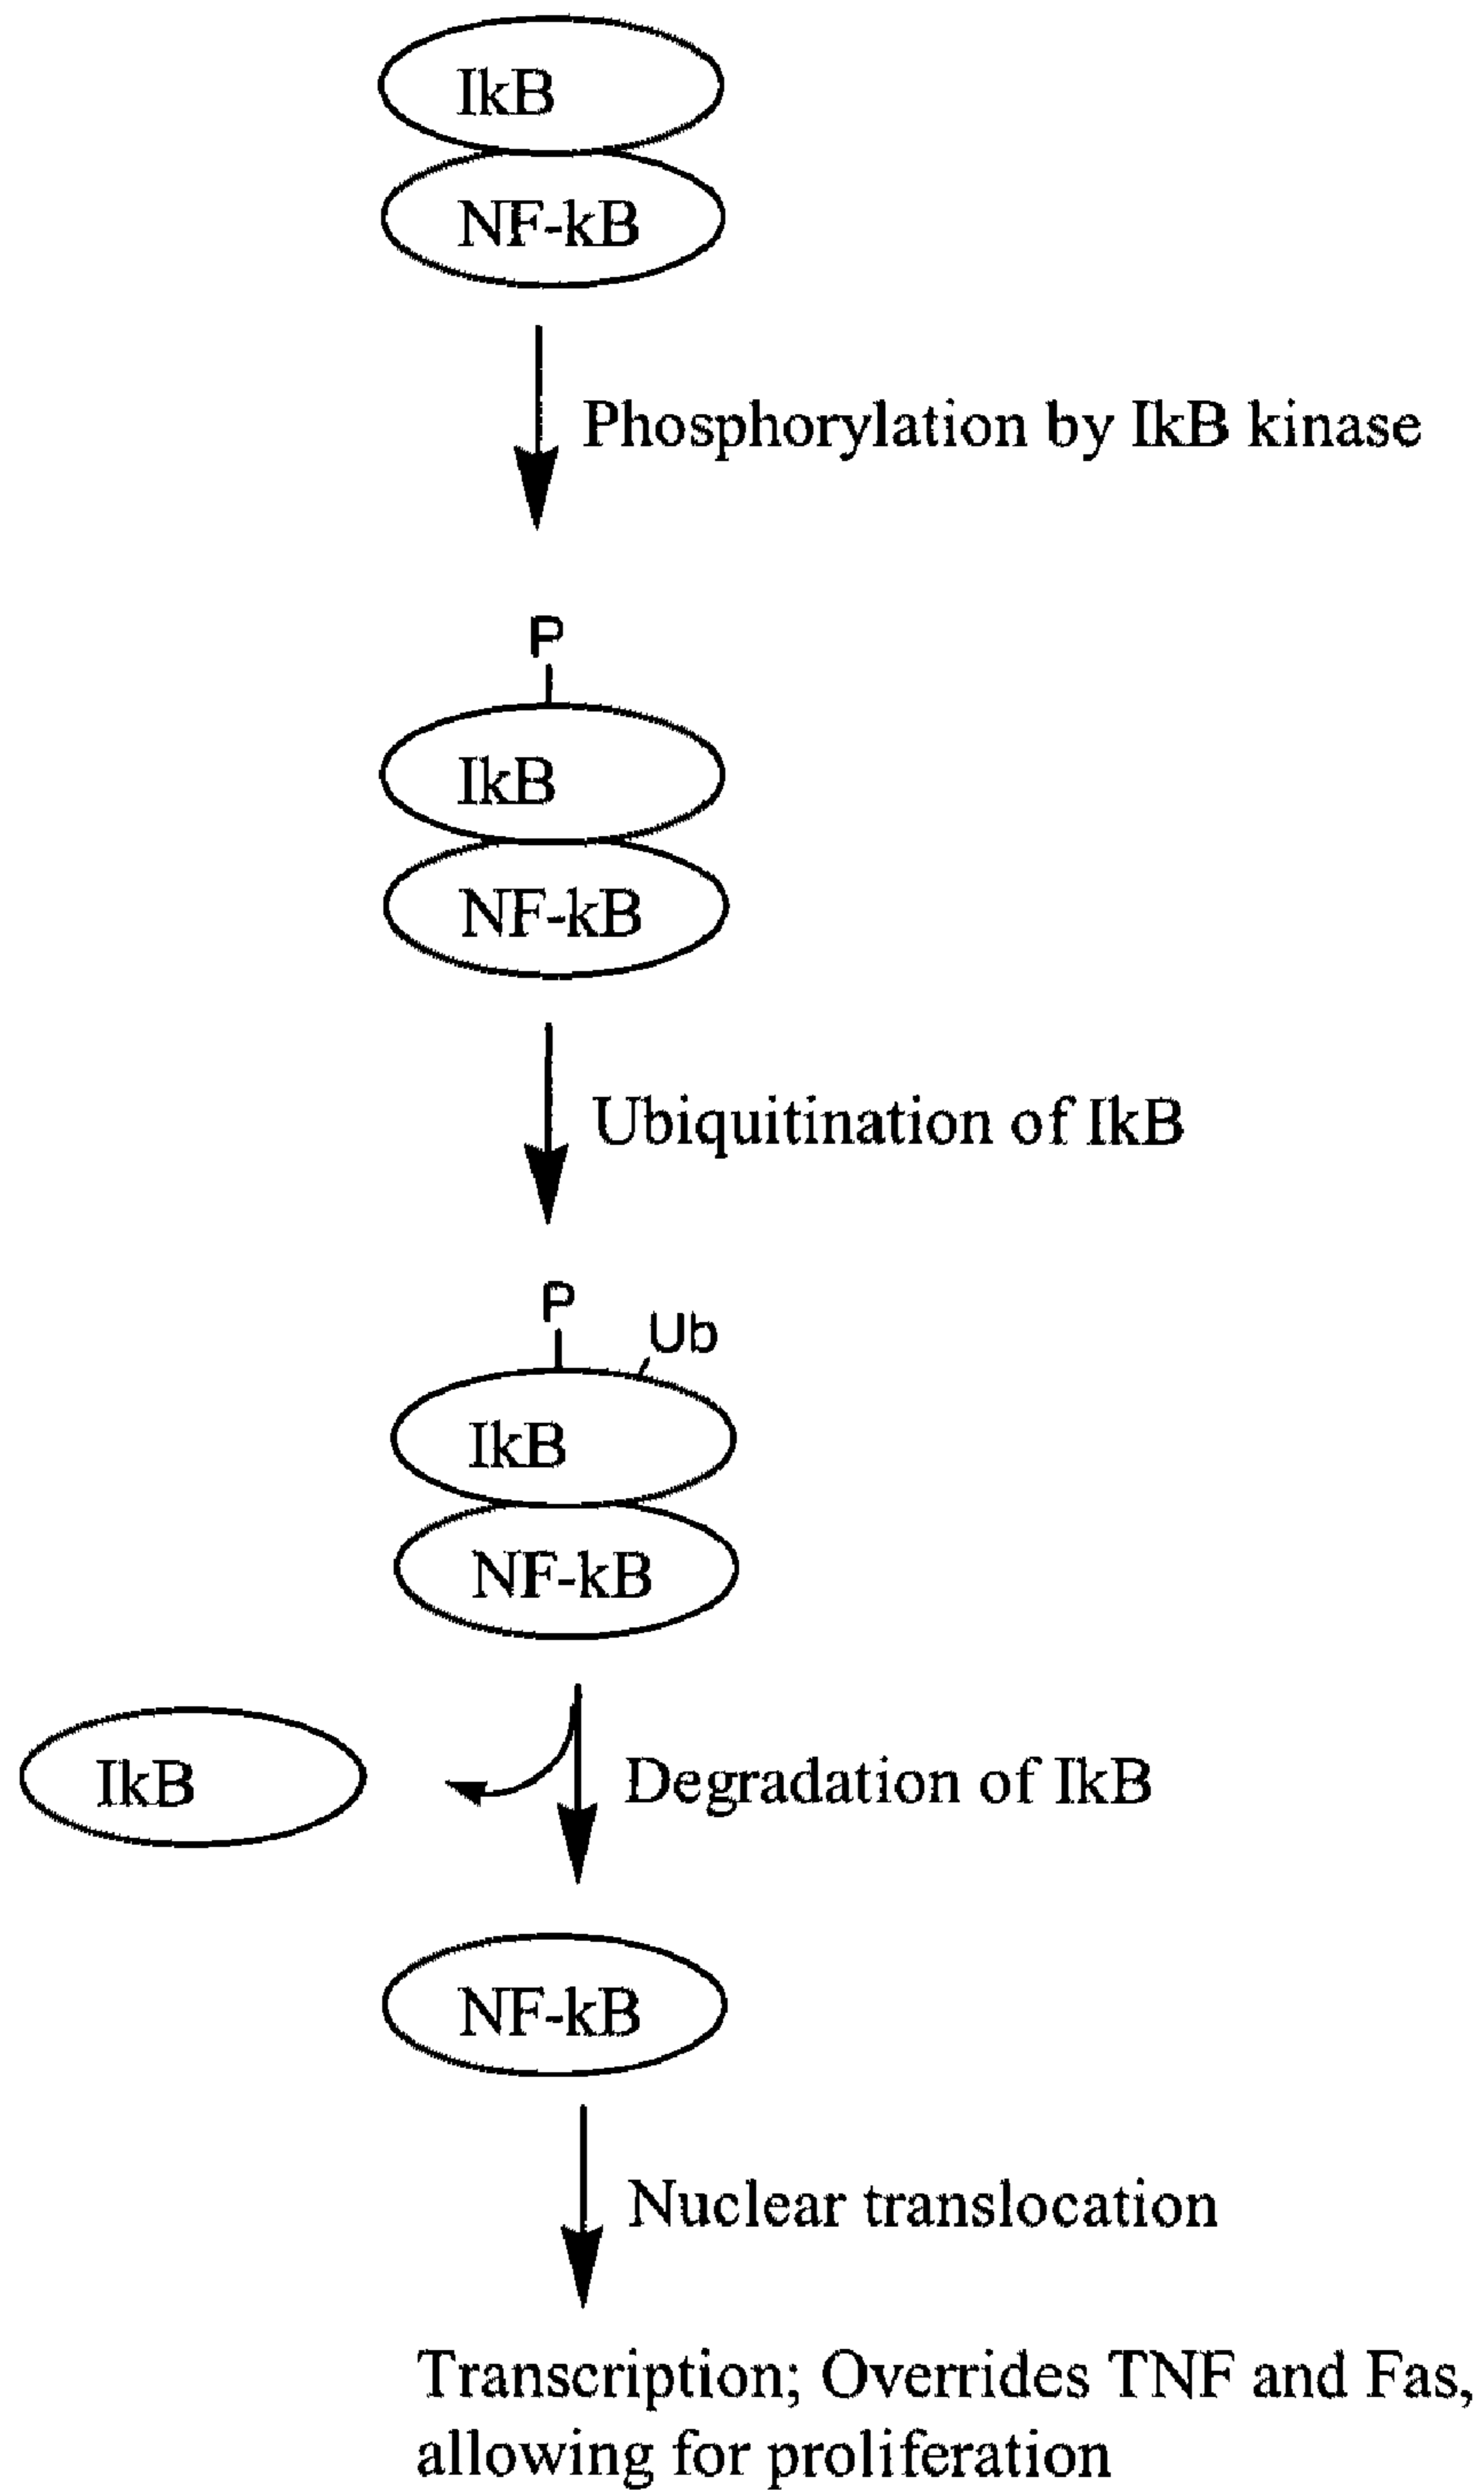 IkB
NF-kB
Phosphorylation by IkB kinase
P
IkB
NF-kB
Ubiquitination of IkB
P
Ub
IkB
NF-kB
IkB
Degradation of IkB
NF-kB
Nuclear translocation
Transcription; Overrides TNF and Fas,
allowing for proliferation